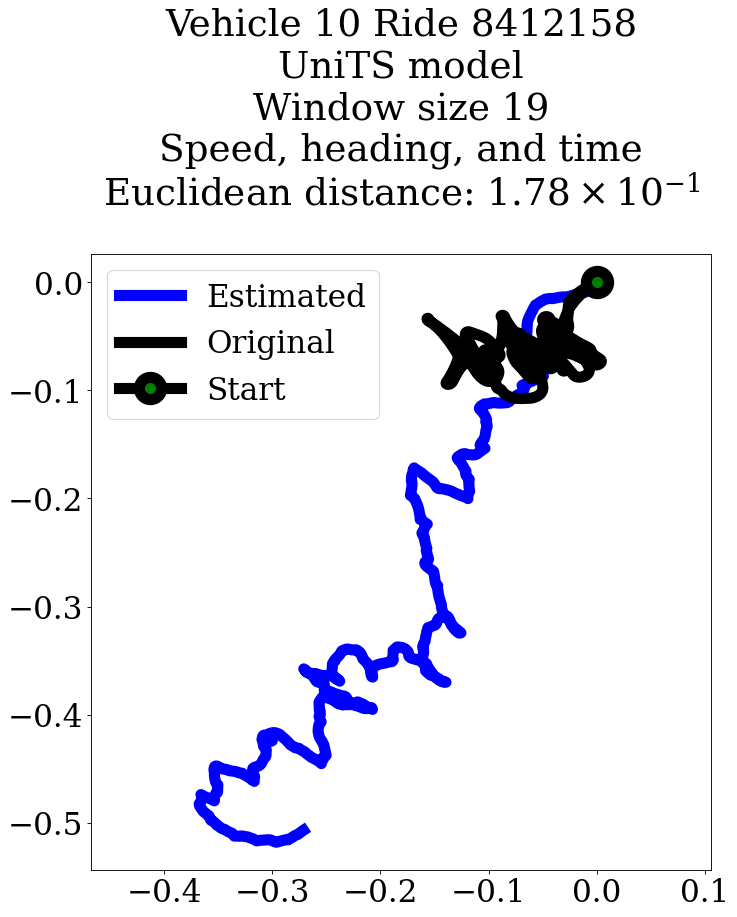 Vehicle 10 Ride 8412158
UniTS model
Window size 19
Speed, heading, and time
Euclidean distance: 1.78 × 10⁻¹
Estimated
Original
Start
0.0
−0.1
−0.2
−0.3
−0.4
−0.5
−0.4 −0.3 −0.2 −0.1 0.0 0.1